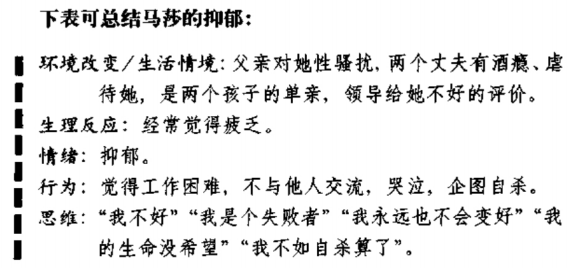 下表可总结马莎的抑郁：
环境改变/生活情境：父亲对她性骚扰，两个丈夫有酒瘾、虐
待她，是两个孩子的单亲，领导给她不好的评价。
生理反应：经常觉得疲乏。
情绪：抑郁。
行为：觉得工作困难，不与他人交流，哭泣，企图自杀。
思维：“我不好”“我是个失败者”“我永远也不会变好”“我
的生命没希望”“我不如自杀算了”。